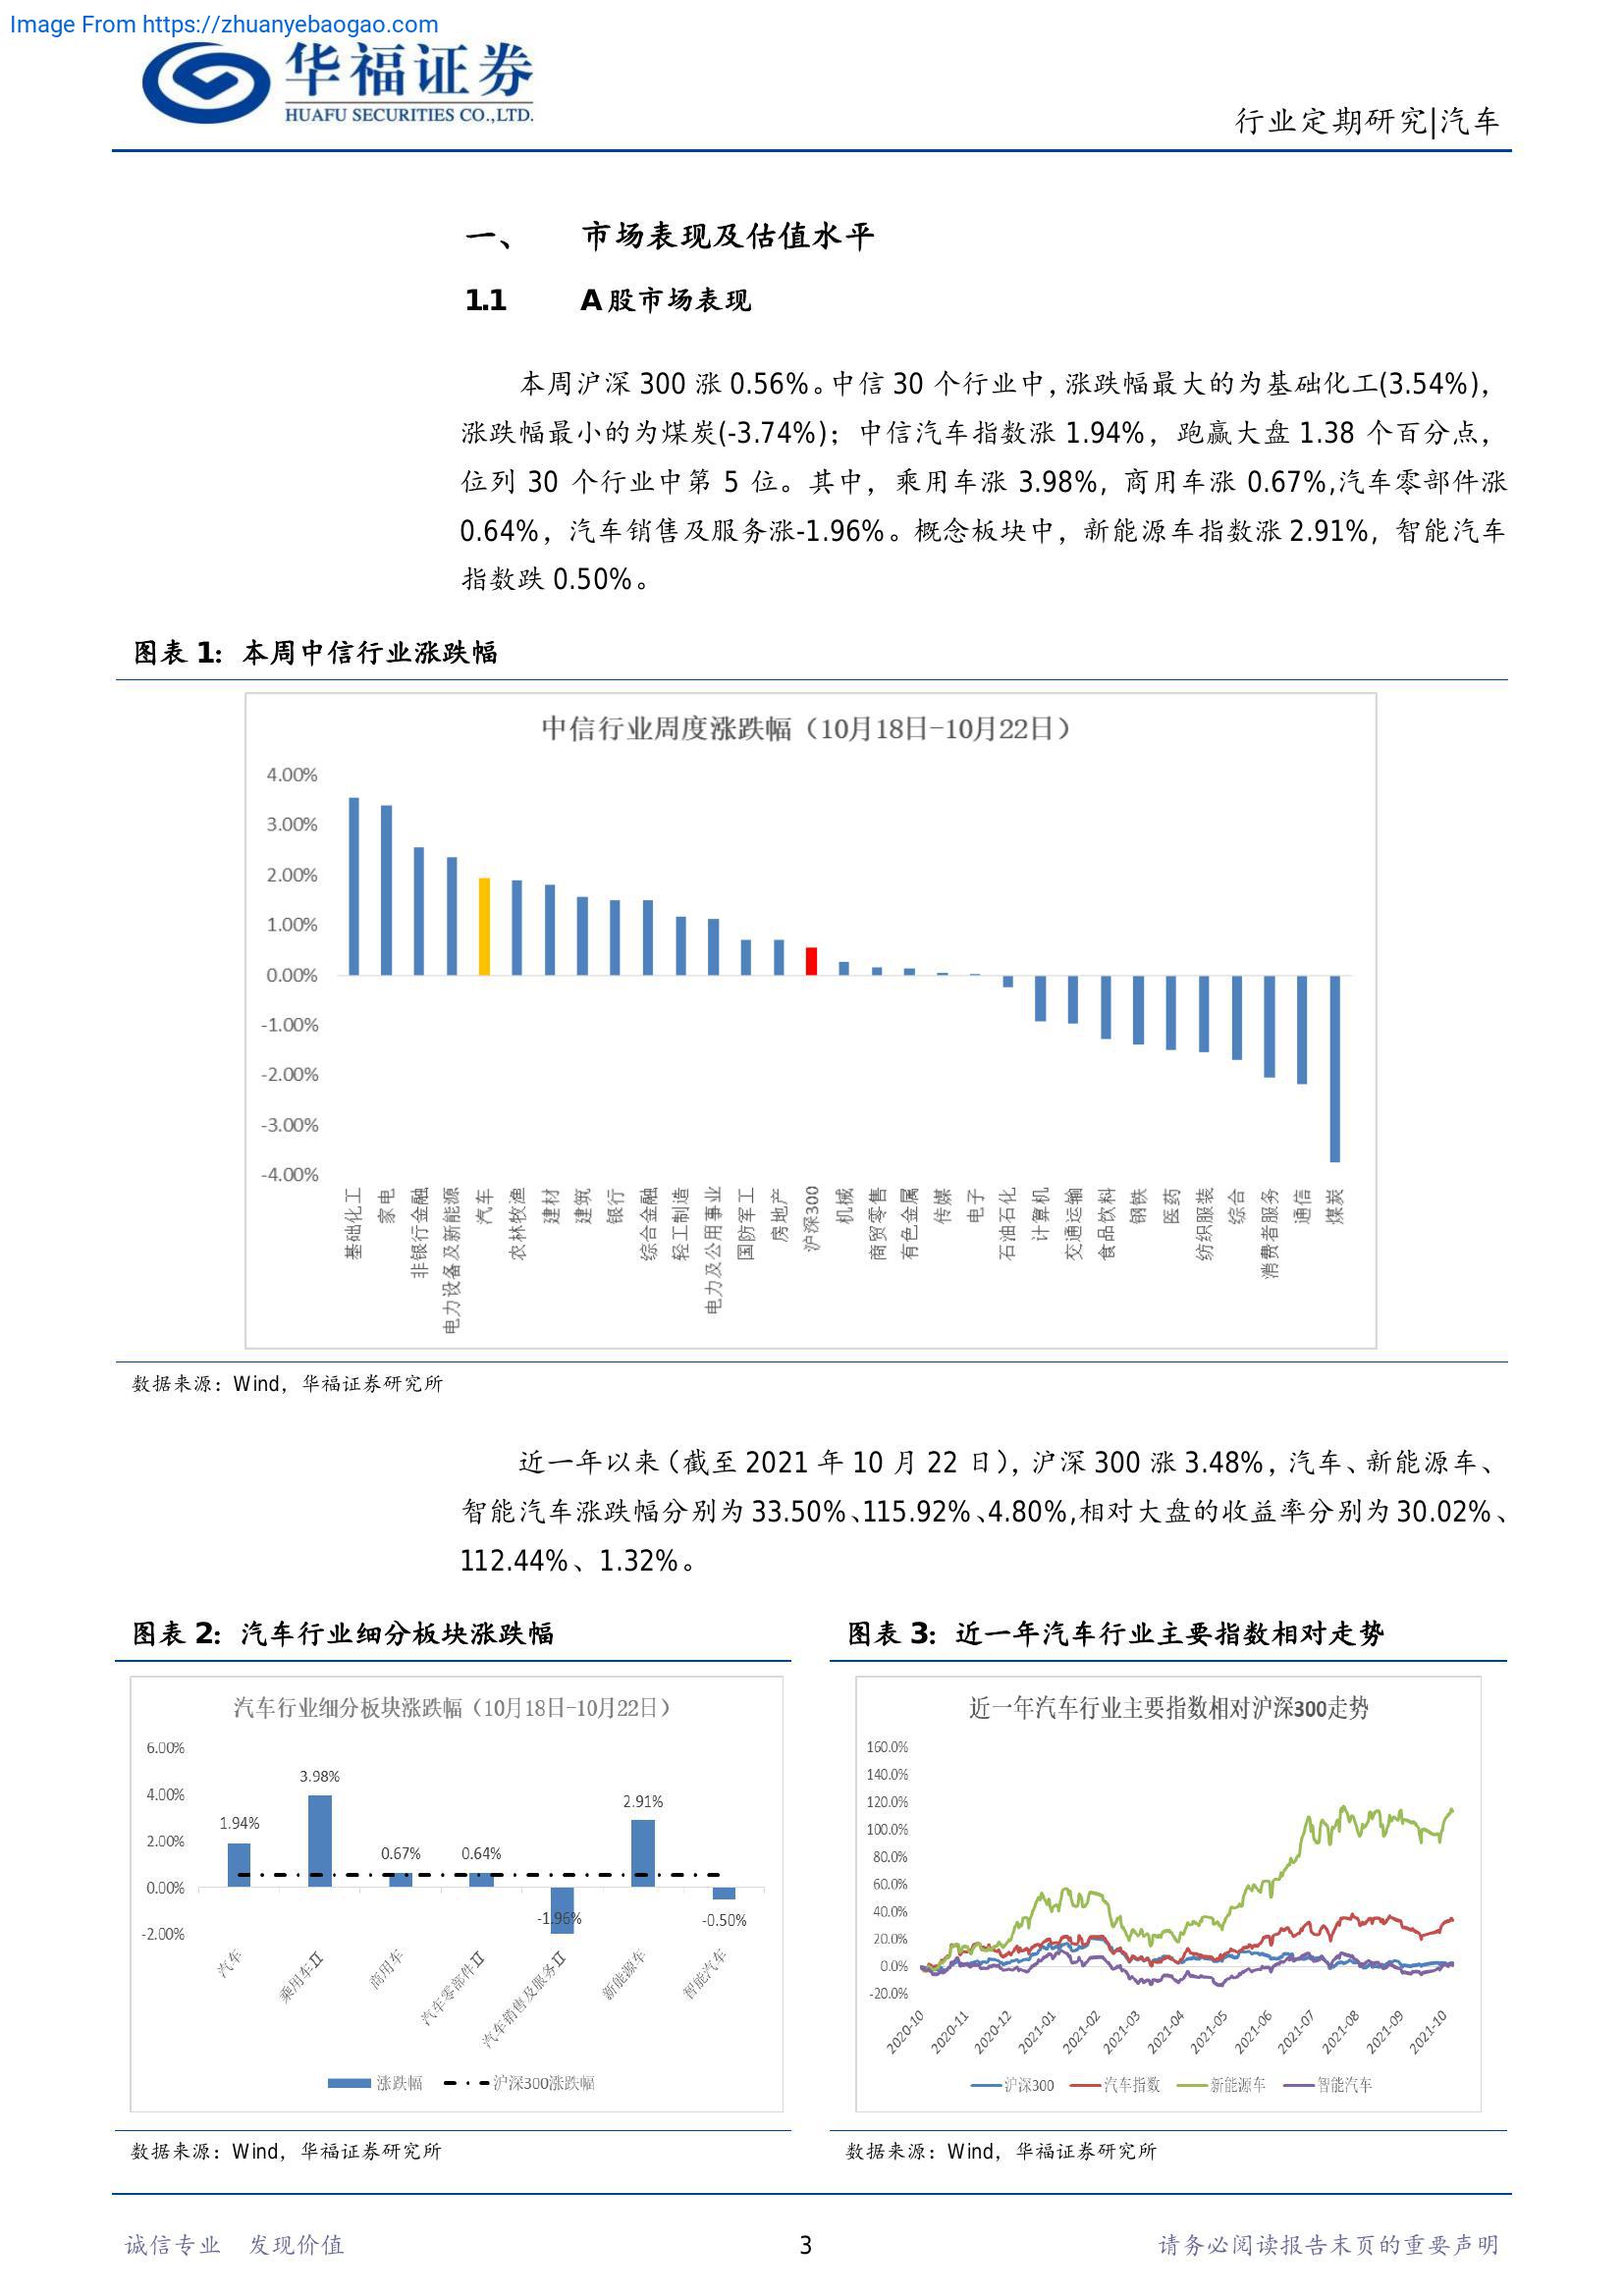 Image From https://zhuanyebaogao.com
华福证券
HUAFU SECURITIES CO.,LTD.
行业定期研究|汽车
一、 市场表现及估值水平
1.1 A股市场表现
本周沪深 300 涨 0.56%。中信 30 个行业中，涨跌幅最大的为基础化工(3.54%)，
涨跌幅最小的为煤炭(-3.74%)；中信汽车指数涨 1.94%，跑赢大盘 1.38 个百分点，
位列 30 个行业中第 5 位。其中，乘用车涨 3.98%，商用车涨 0.67%,汽车零部件涨
0.64%，汽车销售及服务涨-1.96%。概念板块中，新能源车指数涨 2.91%，智能汽车
指数跌 0.50%。
图表 1：本周中信行业涨跌幅
中信行业周度涨跌幅（10月18日-10月22日）
4.00%
3.00%
2.00%
1.00%
0.00%
-1.00%
-2.00%
-3.00%
-4.00%
基础化工
家电
非银行金融
电力设备及新能源
汽车
农林牧渔
建材
建筑
银行
综合金融
轻工制造
电力及公用事业
国防军工
房地产
沪深300
机械
商贸零售
有色金属
传媒
电子
石油石化
计算机
交通运输
食品饮料
钢铁
医药
纺织服装
综合
消费者服务
通信
煤炭
数据来源：Wind，华福证券研究所
近一年以来（截至 2021 年 10 月 22 日），沪深 300 涨 3.48%，汽车、新能源车、
智能汽车涨跌幅分别为 33.50%、115.92%、4.80%,相对大盘的收益率分别为 30.02%、
112.44%、1.32%。
图表 2：汽车行业细分板块涨跌幅
汽车行业细分板块涨跌幅（10月18日-10月22日）
6.00%
4.00%
2.00%
0.00%
-2.00%
1.94%
3.98%
0.67%
0.64%
-1.96%
2.91%
-0.50%
汽车
乘用车Ⅱ
商用车
汽车零部件Ⅱ
汽车销售及服务Ⅱ
新能源车
智能汽车
涨跌幅
沪深300涨跌幅
数据来源：Wind，华福证券研究所
图表 3：近一年汽车行业主要指数相对走势
近一年汽车行业主要指数相对沪深300走势
160.0%
140.0%
120.0%
100.0%
80.0%
60.0%
40.0%
20.0%
0.0%
-20.0%
2020-10
2020-11
2020-12
2021-01
2021-02
2021-03
2021-04
2021-05
2021-06
2021-07
2021-08
2021-09
2021-10
沪深300
汽车指数
新能源车
智能汽车
数据来源：Wind，华福证券研究所
诚信专业 发现价值
3
请务必阅读报告末页的重要声明